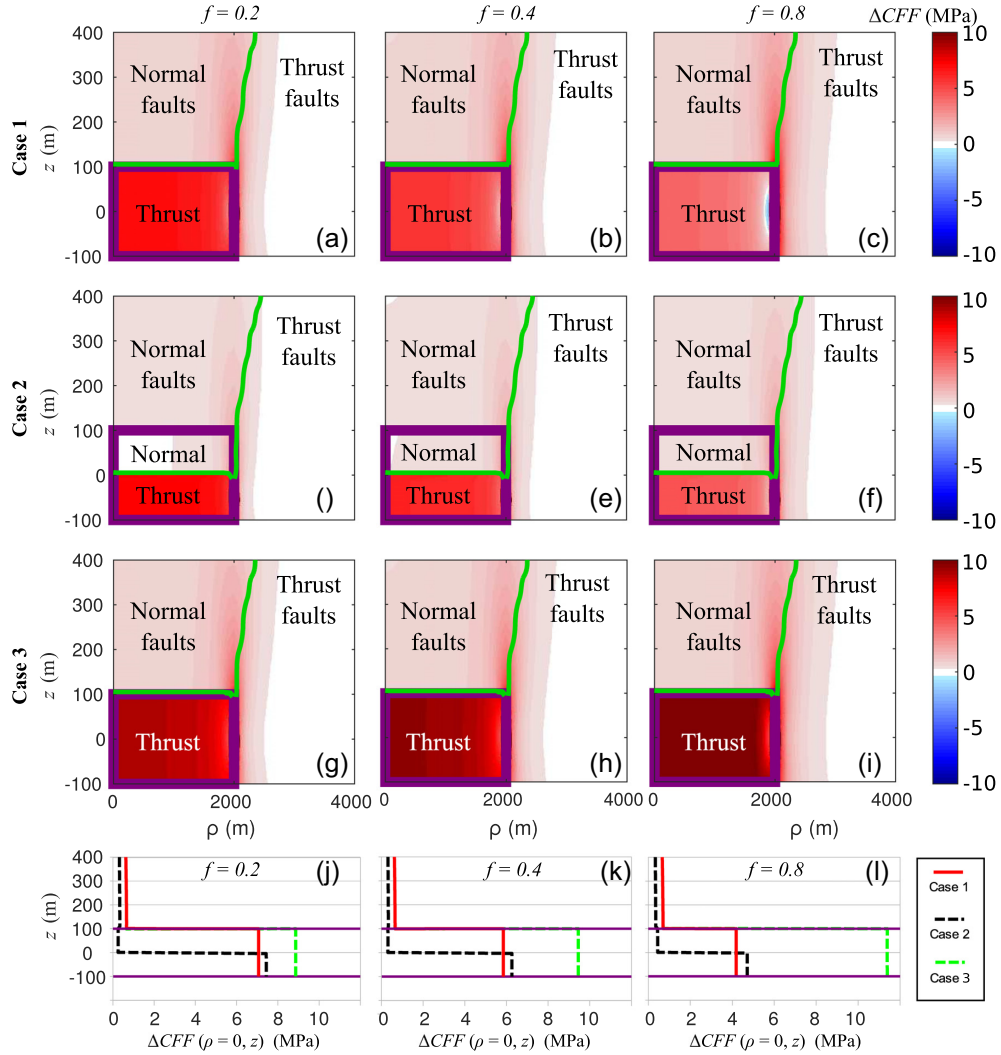 f = 0.2
f = 0.4
f = 0.8
ΔCFF (MPa)
Case 1
z (m)
400
300
200
100
0
-100
Normal faults
Thrust faults
Thrust
(a)
Normal faults
Thrust faults
Thrust
(b)
Normal faults
Thrust faults
Thrust
(c)
10
5
0
-5
-10
Case 2
z (m)
400
300
200
100
0
-100
Normal faults
Thrust faults
Normal
Thrust
()
Normal faults
Thrust faults
Normal
Thrust
(e)
Normal faults
Thrust faults
Normal
Thrust
(f)
10
5
0
-5
-10
Case 3
z (m)
400
300
200
100
0
-100
Normal faults
Thrust faults
Thrust
(g)
Normal faults
Thrust faults
Thrust
(h)
Normal faults
Thrust faults
Thrust
(i)
10
5
0
-5
-10
0 2000 4000
0 2000 4000
0 2000 4000
ρ (m)
ρ (m)
ρ (m)
z (m)
400
300
200
100
0
-100
f = 0.2
(j)
f = 0.4
(k)
f = 0.8
(l)
0 2 4 6 8 10
0 2 4 6 8 10
0 2 4 6 8 10
ΔCFF (ρ = 0, z) (MPa)
ΔCFF (ρ = 0, z) (MPa)
ΔCFF (ρ = 0, z) (MPa)
Case 1
Case 2
Case 3